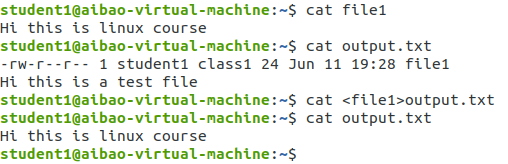 student1@aibao-virtual-machine:~$ cat file1
Hi this is linux course
student1@aibao-virtual-machine:~$ cat output.txt
-rw-r--r-- 1 student1 class1 24 Jun 11 19:28 file1
Hi this is a test file
student1@aibao-virtual-machine:~$ cat <file1>output.txt
student1@aibao-virtual-machine:~$ cat output.txt
Hi this is linux course
student1@aibao-virtual-machine:~$